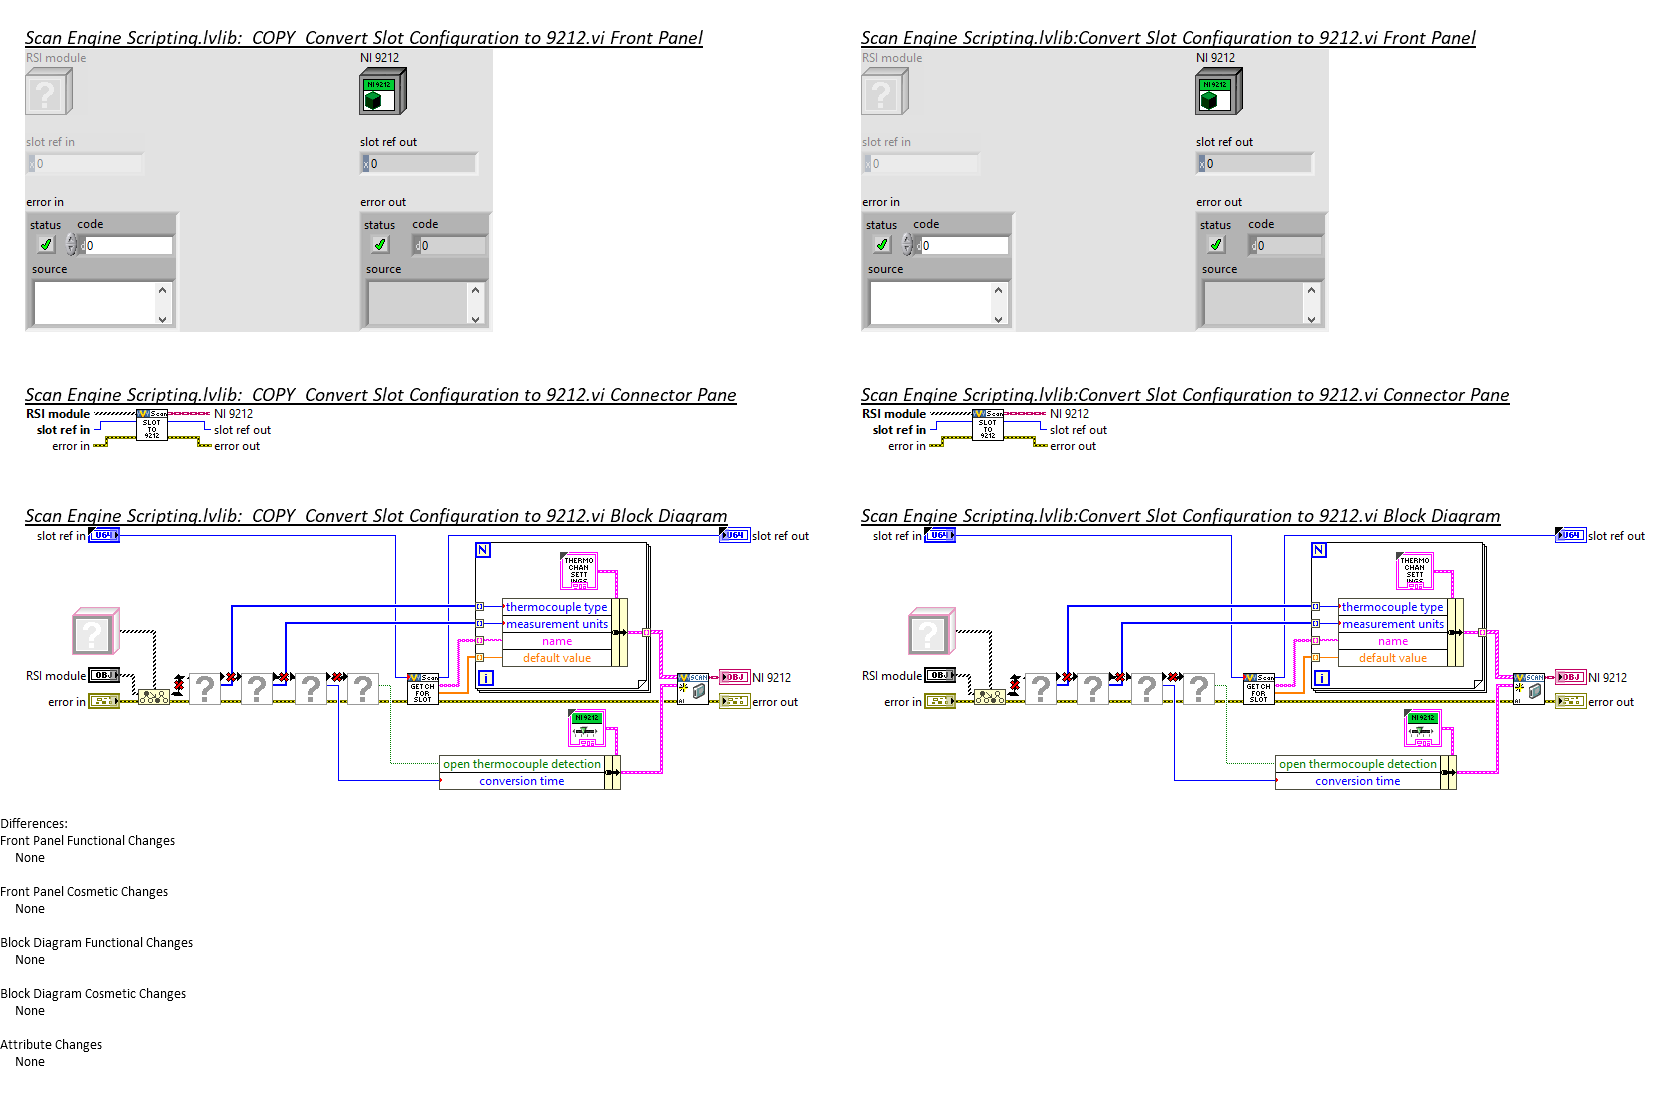 Scan Engine Scripting.lvlib:  COPY  Convert Slot Configuration to 9212.vi Front Panel
RSI module
NI 9212
NI 9212
?
slot ref in
slot ref out
x 0
x 0
error in
error out
status
code
status
code
d 0
d 0
source
source
Scan Engine Scripting.lvlib:Convert Slot Configuration to 9212.vi Front Panel
RSI module
NI 9212
NI 9212
?
slot ref in
slot ref out
x 0
x 0
error in
error out
status
code
status
code
d 0
d 0
source
source
Scan Engine Scripting.lvlib:  COPY  Convert Slot Configuration to 9212.vi Connector Pane
RSI module
Scan
NI 9212
slot ref in
SLOT
TO
9212
slot ref out
error in
error out
Scan Engine Scripting.lvlib:Convert Slot Configuration to 9212.vi Connector Pane
RSI module
Scan
NI 9212
slot ref in
SLOT
TO
9212
slot ref out
error in
error out
Scan Engine Scripting.lvlib:  COPY  Convert Slot Configuration to 9212.vi Block Diagram
slot ref in
U64
U64
slot ref out
N
THERMO
CHAN
SETT
INGS
thermocouple type
measurement units
name
default value
i
?
RSI module
OBJ
error in
? ? ? ?
Scan
GET CH
FOR
SLOT
SCAN
AI
OBJ
NI 9212
error out
NI 9212
open thermocouple detection
conversion time
Scan Engine Scripting.lvlib:Convert Slot Configuration to 9212.vi Block Diagram
slot ref in
U64
U64
slot ref out
N
THERMO
CHAN
SETT
INGS
thermocouple type
measurement units
name
default value
i
?
RSI module
OBJ
error in
? ? ? ?
Scan
GET CH
FOR
SLOT
SCAN
AI
OBJ
NI 9212
error out
NI 9212
open thermocouple detection
conversion time
Differences:
Front Panel Functional Changes
None
Front Panel Cosmetic Changes
None
Block Diagram Functional Changes
None
Block Diagram Cosmetic Changes
None
Attribute Changes
None